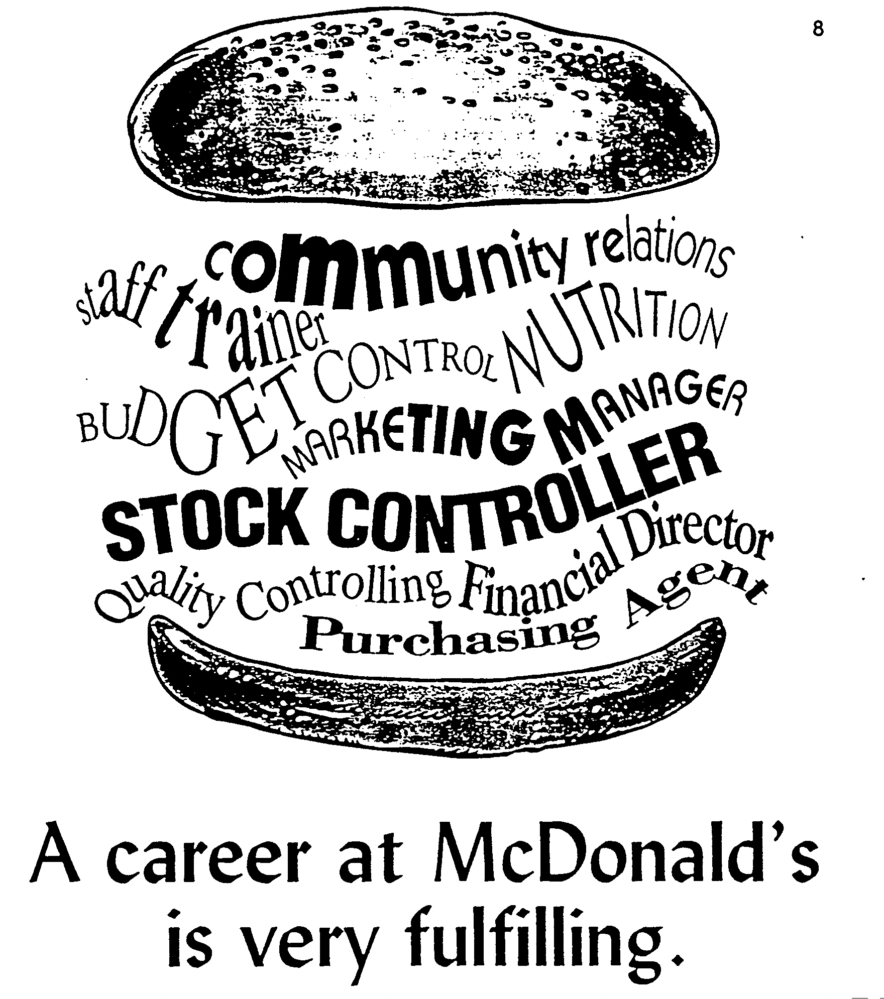 8
community relations
staff trainer
NUTRITION
BUDGET CONTROL
MARKETING MANAGER
STOCK CONTROLLER
Quality Controlling Financial Director
Purchasing Agent
A career at McDonald's
is very fulfilling.